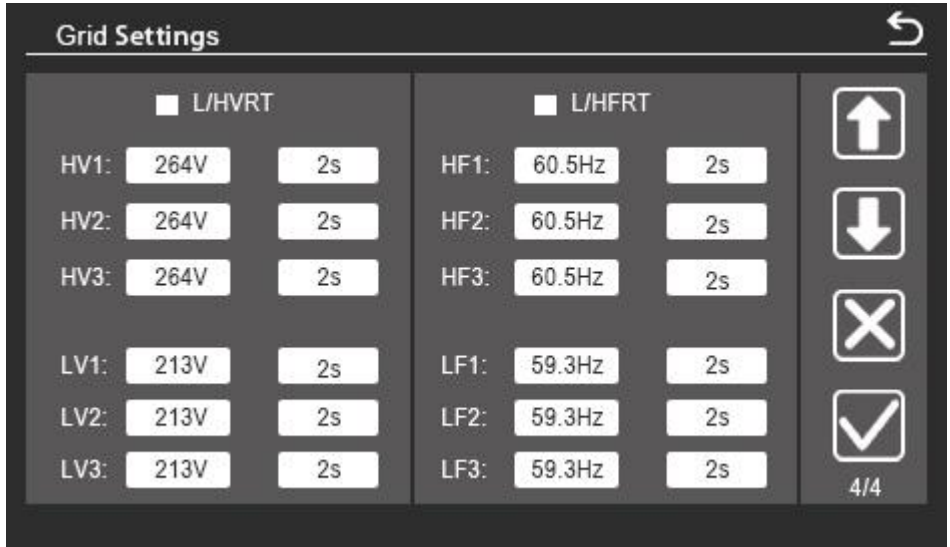 Grid Settings
L/HVRT
HV1: 264V 2s
HV2: 264V 2s
HV3: 264V 2s
LV1: 213V 2s
LV2: 213V 2s
LV3: 213V 2s
L/HFRT
HF1: 60.5Hz 2s
HF2: 60.5Hz 2s
HF3: 60.5Hz 2s
LF1: 59.3Hz 2s
LF2: 59.3Hz 2s
LF3: 59.3Hz 2s
4/4